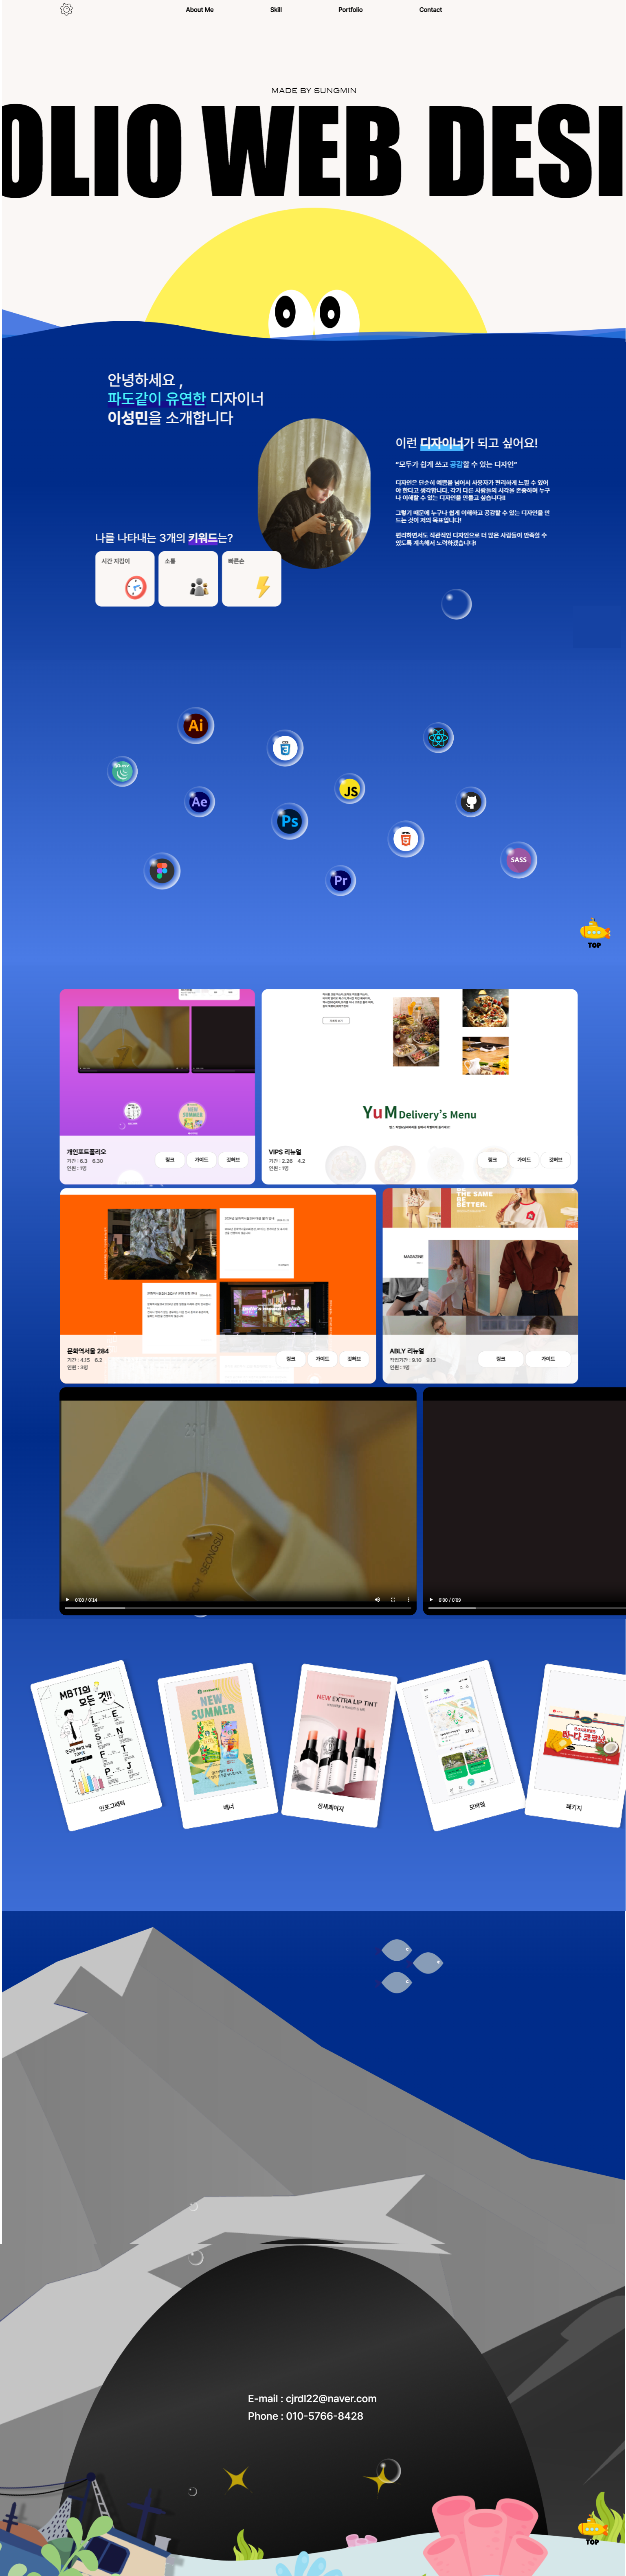 About Me
Skill
Portfolio
Contact
MADE BY SUNGMIN
OLIO WEB DESI
안녕하세요 ,
파도같이 유연한 디자이너
이성민을 소개합니다
이런 디자이너가 되고 싶어요!
"모두가 쉽게 쓰고 공감할 수 있는 디자인"
디자인은 단순히 예쁨을 넘어서 사용자가 편리하게 느낄 수 있어
야 한다고 생각합니다. 각기 다른 사람들의 시각을 존중하며 누구
나 이해할 수 있는 디자인을 만들고 싶습니다!!
그렇기 때문에 누구나 쉽게 이해하고 공감할 수 있는 디자인을 만
드는 것이 저의 목표입니다!
편리하면서도 직관적인 디자인으로 더 많은 사람들이 만족할 수
있도록 계속해서 노력하겠습니다!
나를 나타내는 3개의 키워드는?
시간 지킴이
소통
빠른손
Ai
CSS
3
JS
Ae
Ps
HTML
5
Pr
SASS
TOP
개인포트폴리오
기간 : 6.3 - 6.30
인원 : 1명
링크
가이드
깃허브
YuM Delivery's Menu
VIPS 리뉴얼
기간 : 2.26 - 4.2
인원 : 1명
링크
가이드
깃허브
문화역서울 284
기간 : 4.15 - 6.2
인원 : 3명
링크
가이드
깃허브
THE SAME
BE
BETTER.
MAGAZINE
ABLY 리뉴얼
작업기간 : 9.10 - 9.13
인원 : 1명
링크
가이드
SEONGSU
0:00 / 0:14
0:00 / 0:09
MBTI의
모든 것!!
I E
S N
F T
P J
인포그래픽
NEW
SUMMER
배너
NEW EXTRA LIP TINT
상세페이지
모바일
패키지
E-mail : cjrdl22@naver.com
Phone : 010-5766-8428
TOP